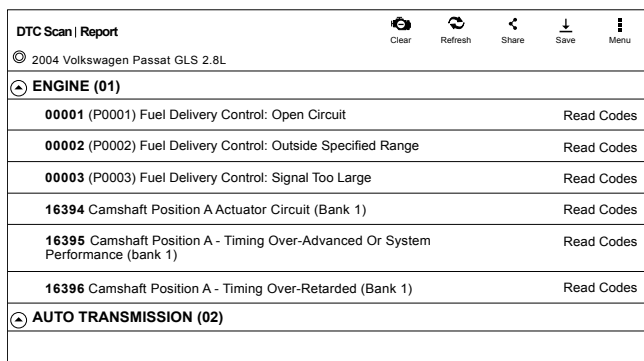 DTC Scan | Report
Clear
Refresh
Share
Save
Menu
2004 Volkswagen Passat GLS 2.8L
ENGINE (01)
00001 (P0001) Fuel Delivery Control: Open Circuit Read Codes
00002 (P0002) Fuel Delivery Control: Outside Specified Range Read Codes
00003 (P0003) Fuel Delivery Control: Signal Too Large Read Codes
16394 Camshaft Position A Actuator Circuit (Bank 1) Read Codes
16395 Camshaft Position A - Timing Over-Advanced Or System Read Codes
Performance (bank 1)
16396 Camshaft Position A - Timing Over-Retarded (Bank 1) Read Codes
AUTO TRANSMISSION (02)